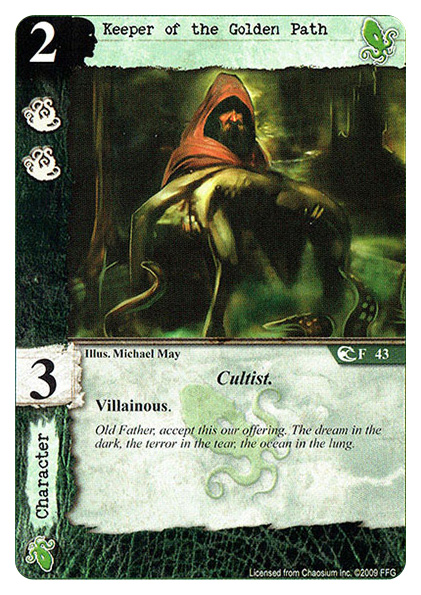 2
Keeper of the Golden Path
Illus. Michael May
F 43
3
Cultist.
Villainous.
Old Father, accept this our offering. The dream in the
dark, the terror in the tear, the ocean in the lung.
Character
Licensed from Chaosium Inc. ©2009 FFG